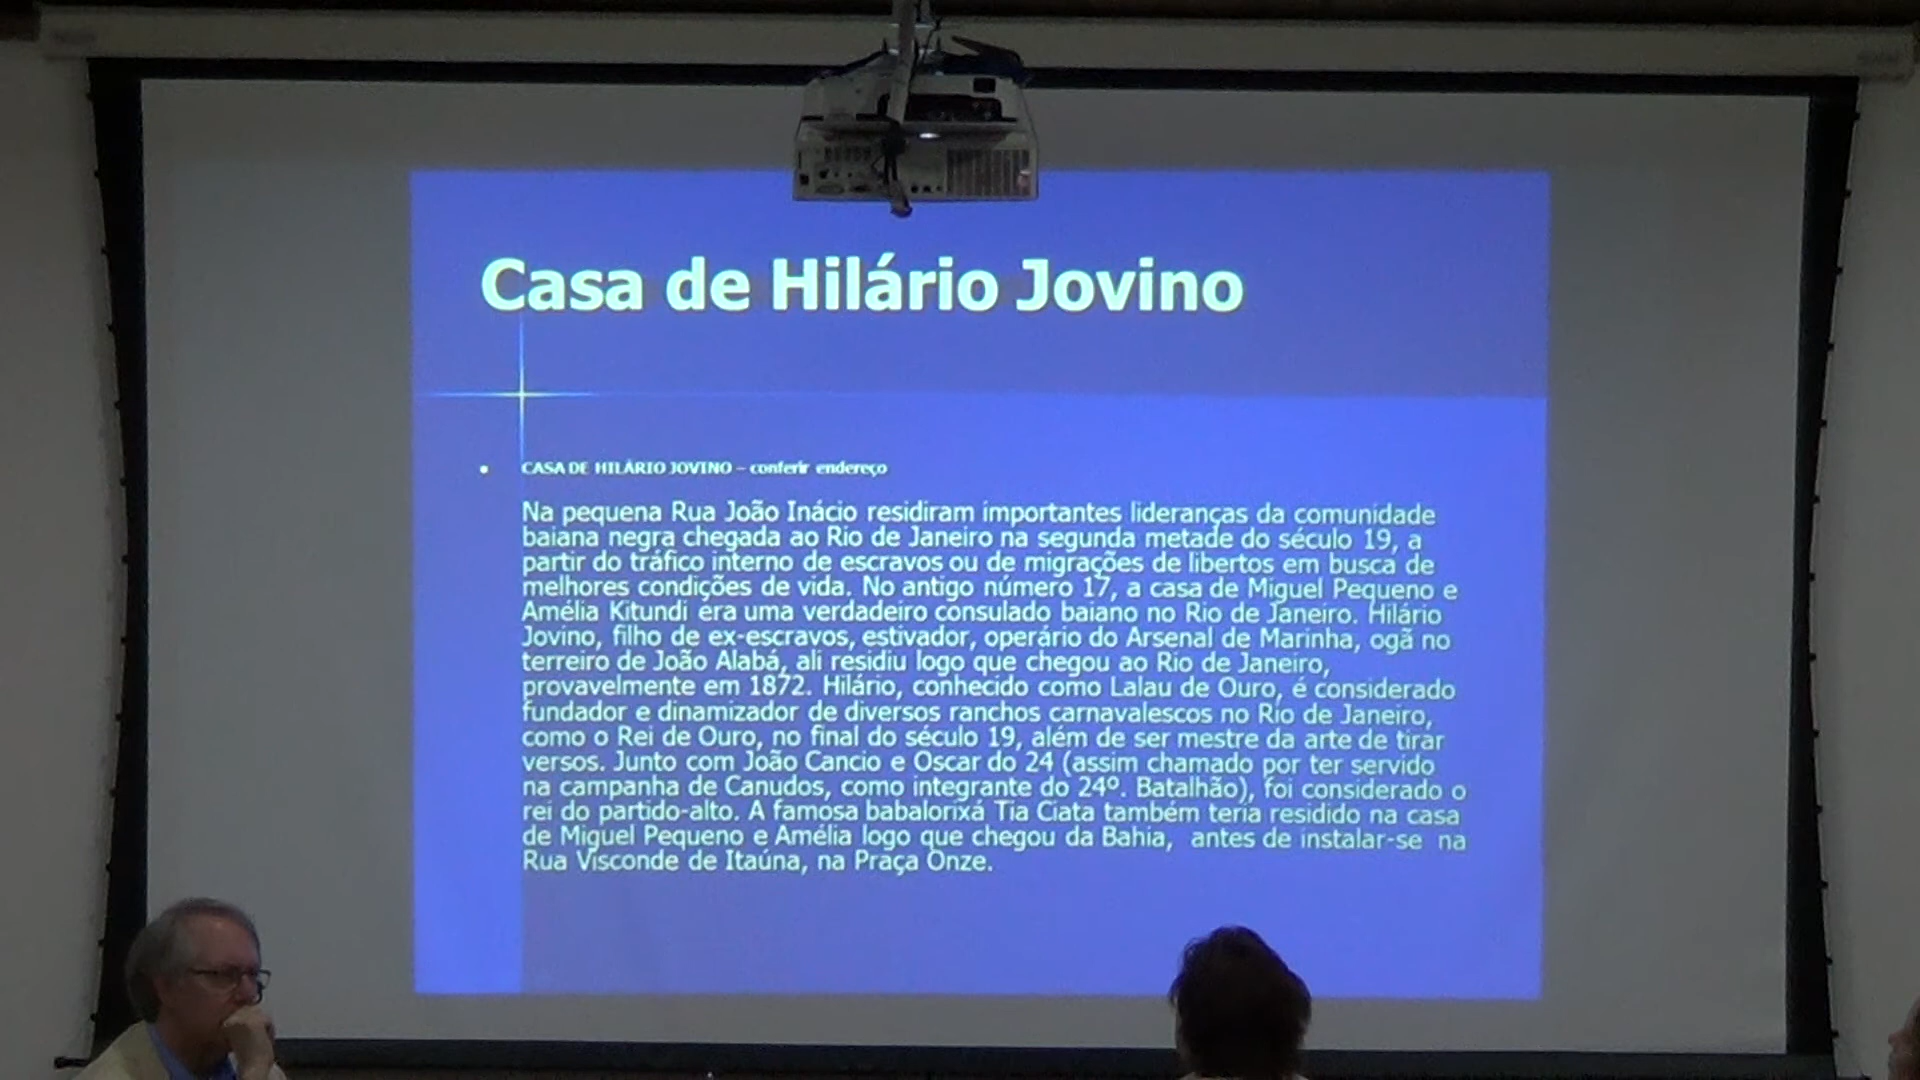 Casa de Hilário Jovino
CASA DE HILÁRIO JOVINO – conferir endereço
Na pequena Rua João Inácio residiram importantes lideranças da comunidade
baiana negra chegada ao Rio de Janeiro na segunda metade do século 19, a
partir do tráfico interno de escravos ou de migrações de libertos em busca de
melhores condições de vida. No antigo número 17, a casa de Miguel Pequeno e
Amélia Kitundi era uma verdadeiro consulado baiano no Rio de Janeiro. Hilário
Jovino, filho de ex-escravos, estivador, operário do Arsenal de Marinha, ogã no
terreiro de João Alabá, ali residiu logo que chegou ao Rio de Janeiro,
provavelmente em 1872. Hilário, conhecido como Lalau de Ouro, é considerado
fundador e dinamizador de diversos ranchos carnavalescos no Rio de Janeiro,
como o Rei de Ouro, no final do século 19, além de ser mestre da arte de tirar
versos. Junto com João Cancio e Oscar do 24 (assim chamado por ter servido
na campanha de Canudos, como integrante do 24º. Batalhão), foi considerado o
rei do partido-alto. A famosa babalorixá Tia Ciata também teria residido na casa
de Miguel Pequeno e Amélia logo que chegou da Bahia, antes de instalar-se na
Rua Visconde de Itaúna, na Praça Onze.